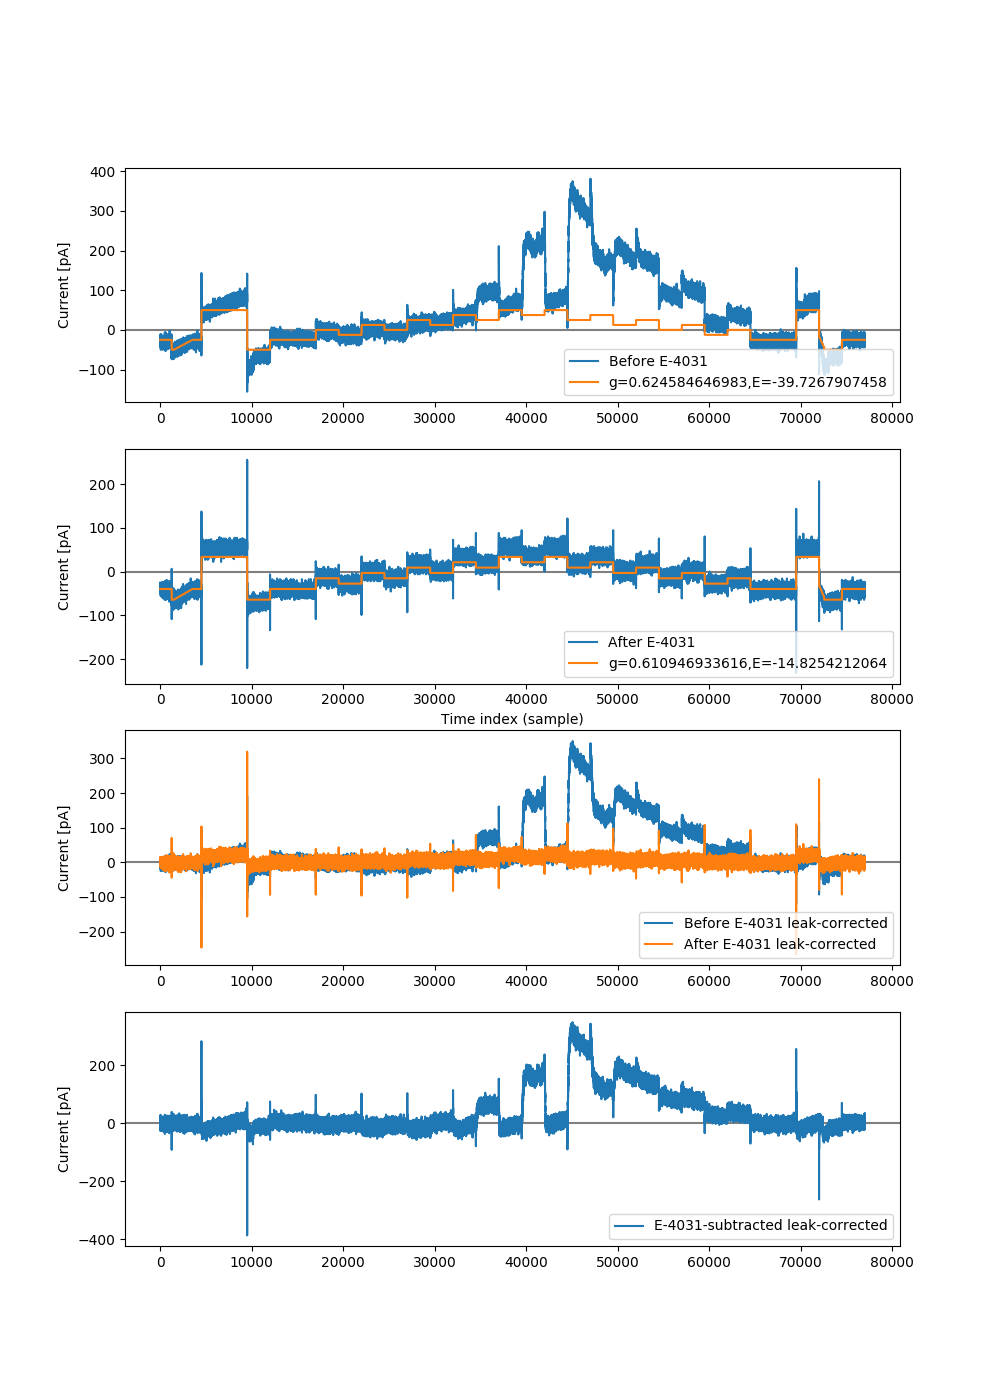 400
300
200
100
0
−100
Current [pA]
Before E-4031
g=0.624584646983,E=-39.7267907458
0 10000 20000 30000 40000 50000 60000 70000 80000
200
100
0
−100
−200
Current [pA]
After E-4031
g=0.610946933616,E=-14.8254212064
0 10000 20000 30000 40000 50000 60000 70000 80000
Time index (sample)
300
200
100
0
−100
−200
Current [pA]
Before E-4031 leak-corrected
After E-4031 leak-corrected
0 10000 20000 30000 40000 50000 60000 70000 80000
200
0
−200
−400
Current [pA]
E-4031-subtracted leak-corrected
0 10000 20000 30000 40000 50000 60000 70000 80000